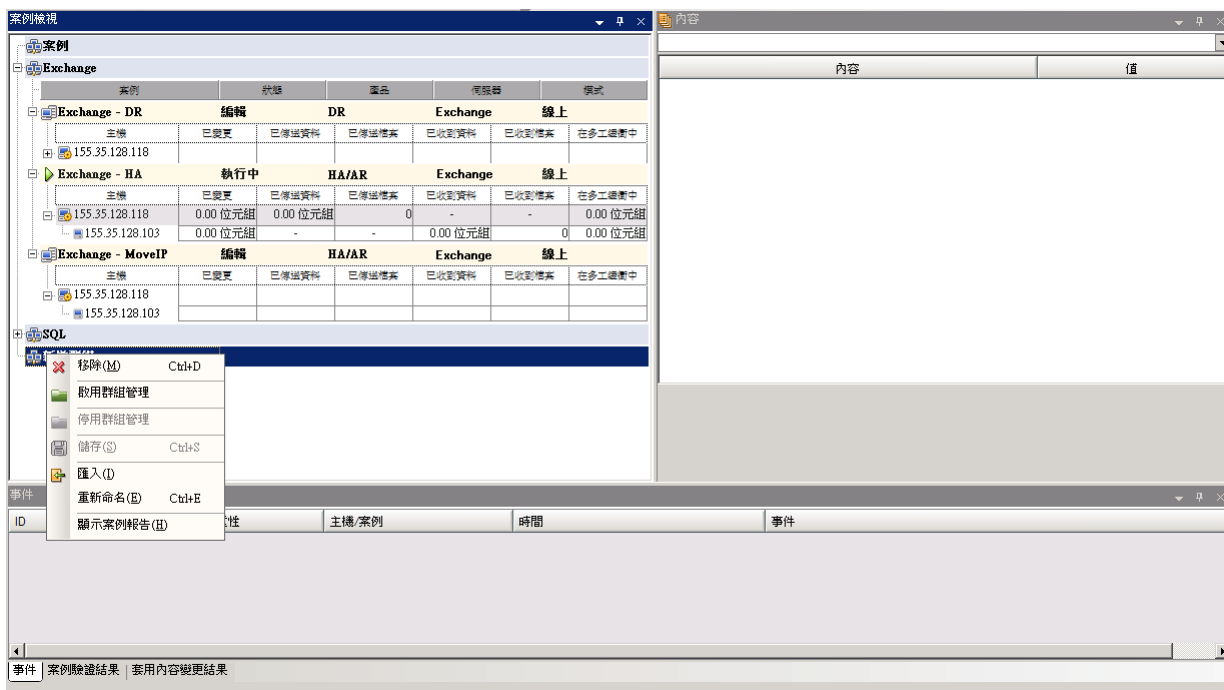 案例檢視
內容
案例
Exchange
內容 值
案例 狀態 產品 伺服器 模式
Exchange - DR 編輯 DR Exchange 線上
主機 已變更 已傳送資料 已傳送檔案 已收到資料 已收到檔案 在多工緩衝中
155.35.128.118
Exchange - HA 執行中 HA/AR Exchange 線上
主機 已變更 已傳送資料 已傳送檔案 已收到資料 已收到檔案 在多工緩衝中
155.35.128.118 0.00 位元組 0.00 位元組 0 - - 0.00 位元組
155.35.128.103 0.00 位元組 - - 0.00 位元組 0 0.00 位元組
Exchange - MoveIP 編輯 HA/AR Exchange 線上
主機 已變更 已傳送資料 已傳送檔案 已收到資料 已收到檔案 在多工緩衝中
155.35.128.118
155.35.128.103
SQL
移除(M) Ctrl+D
啟用群組管理
停用群組管理
儲存(S) Ctrl+S
匯入(I)
重新命名(E) Ctrl+E
顯示案例報告(H)
事件
ID 性 主機/案例 時間 事件
事件 案例驗證結果 套用內容變更結果